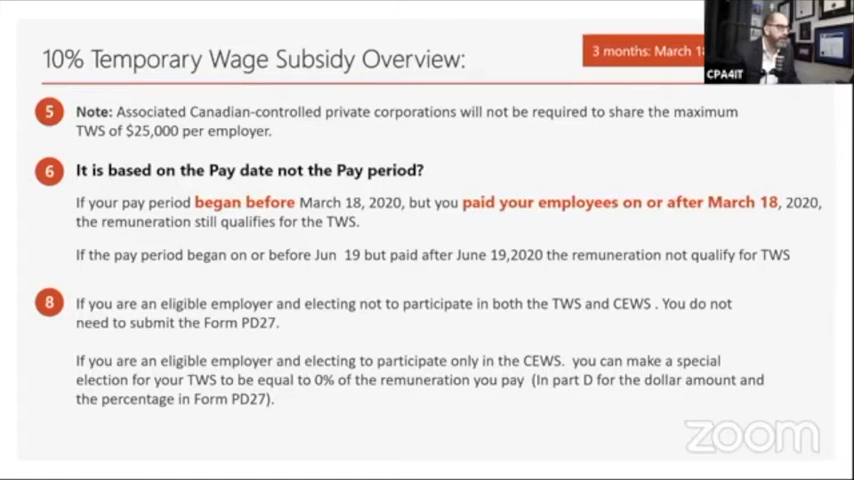 10% Temporary Wage Subsidy Overview:
3 months: March 18
CPA4IT
5 Note: Associated Canadian-controlled private corporations will not be required to share the maximum
TWS of $25,000 per employer.
6 It is based on the Pay date not the Pay period?
If your pay period began before March 18, 2020, but you paid your employees on or after March 18, 2020,
the remuneration still qualifies for the TWS.
If the pay period began on or before Jun 19 but paid after June 19,2020 the remuneration not qualify for TWS
8 If you are an eligible employer and electing not to participate in both the TWS and CEWS . You do not
need to submit the Form PD27.
If you are an eligible employer and electing to participate only in the CEWS. you can make a special
election for your TWS to be equal to 0% of the remuneration you pay (In part D for the dollar amount and
the percentage in Form PD27).
zoom